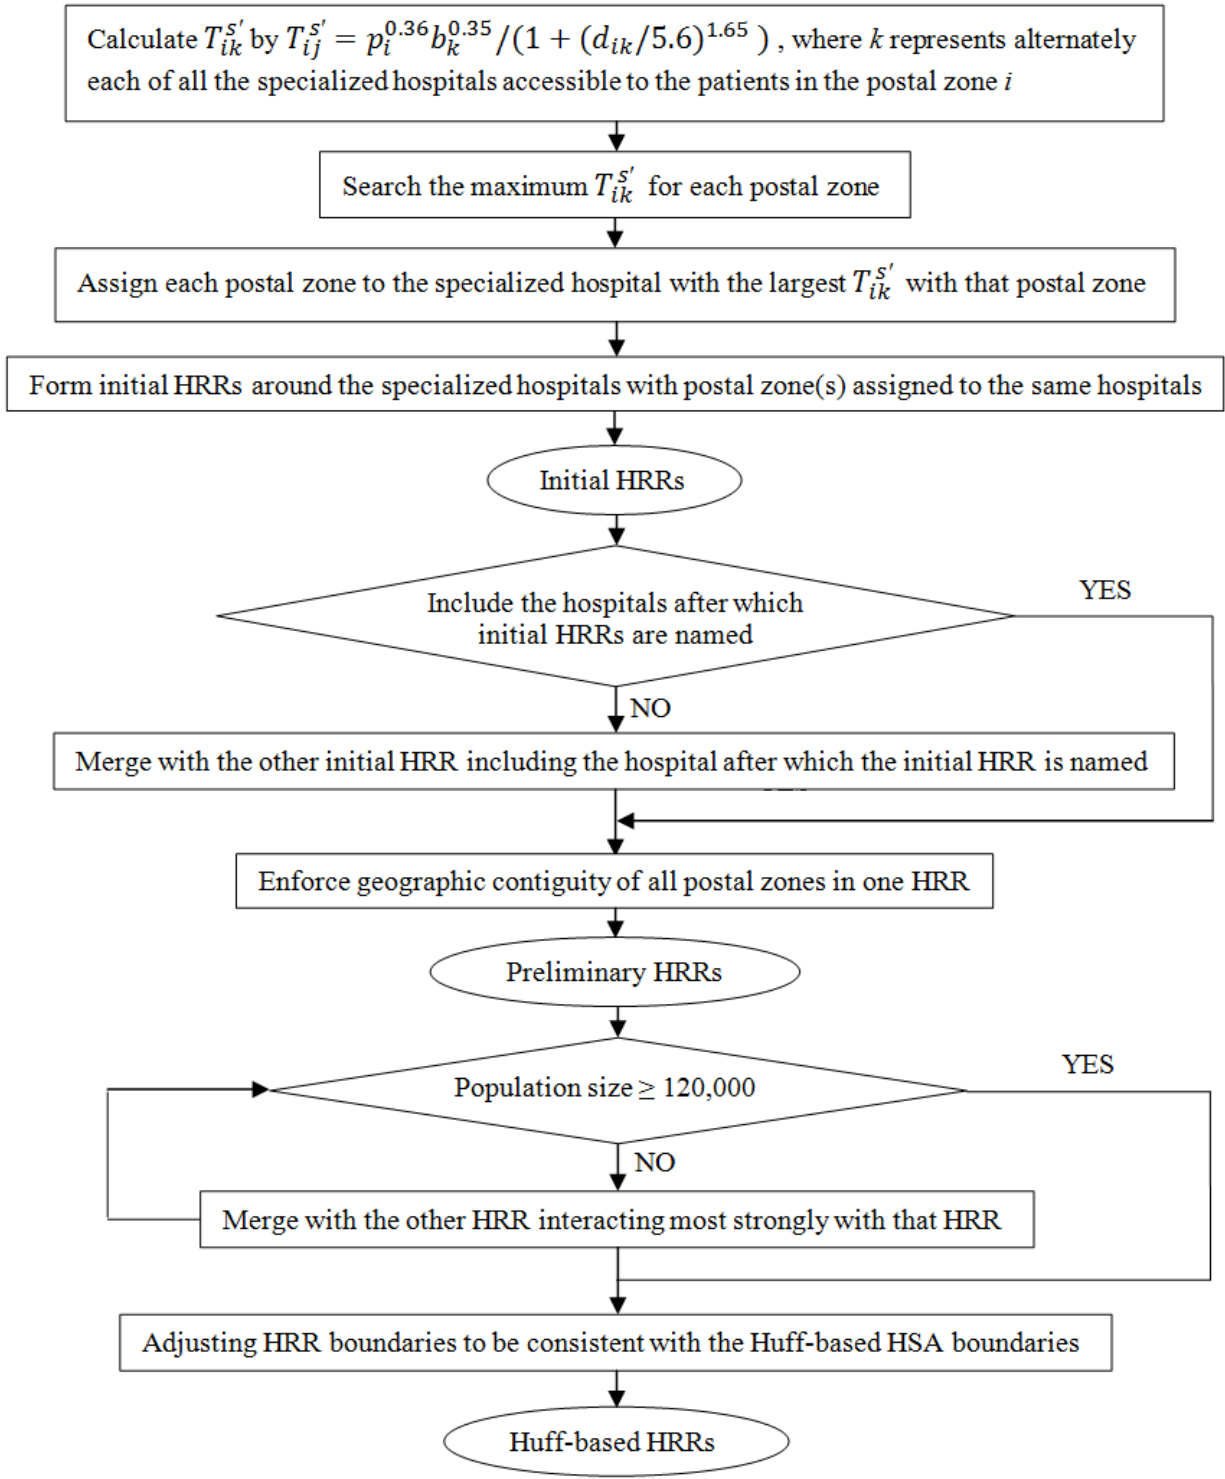 Calculate $T_{ik}^{s'}$ by $T_{ij}^{s'} = p_i^{0.36} b_k^{0.35} / (1 + (d_{ik}/5.6)^{1.65}\ )$ , where k represents alternately
each of all the specialized hospitals accessible to the patients in the postal zone i
Search the maximum $T_{ik}^{s'}$ for each postal zone
Assign each postal zone to the specialized hospital with the largest $T_{ik}^{s'}$ with that postal zone
Form initial HRRs around the specialized hospitals with postal zone(s) assigned to the same hospitals
Initial HRRs
Include the hospitals after which
initial HRRs are named
YES
NO
Merge with the other initial HRR including the hospital after which the initial HRR is named
Enforce geographic contiguity of all postal zones in one HRR
Preliminary HRRs
Population size ≥ 120,000
YES
NO
Merge with the other HRR interacting most strongly with that HRR
Adjusting HRR boundaries to be consistent with the Huff-based HSA boundaries
Huff-based HRRs